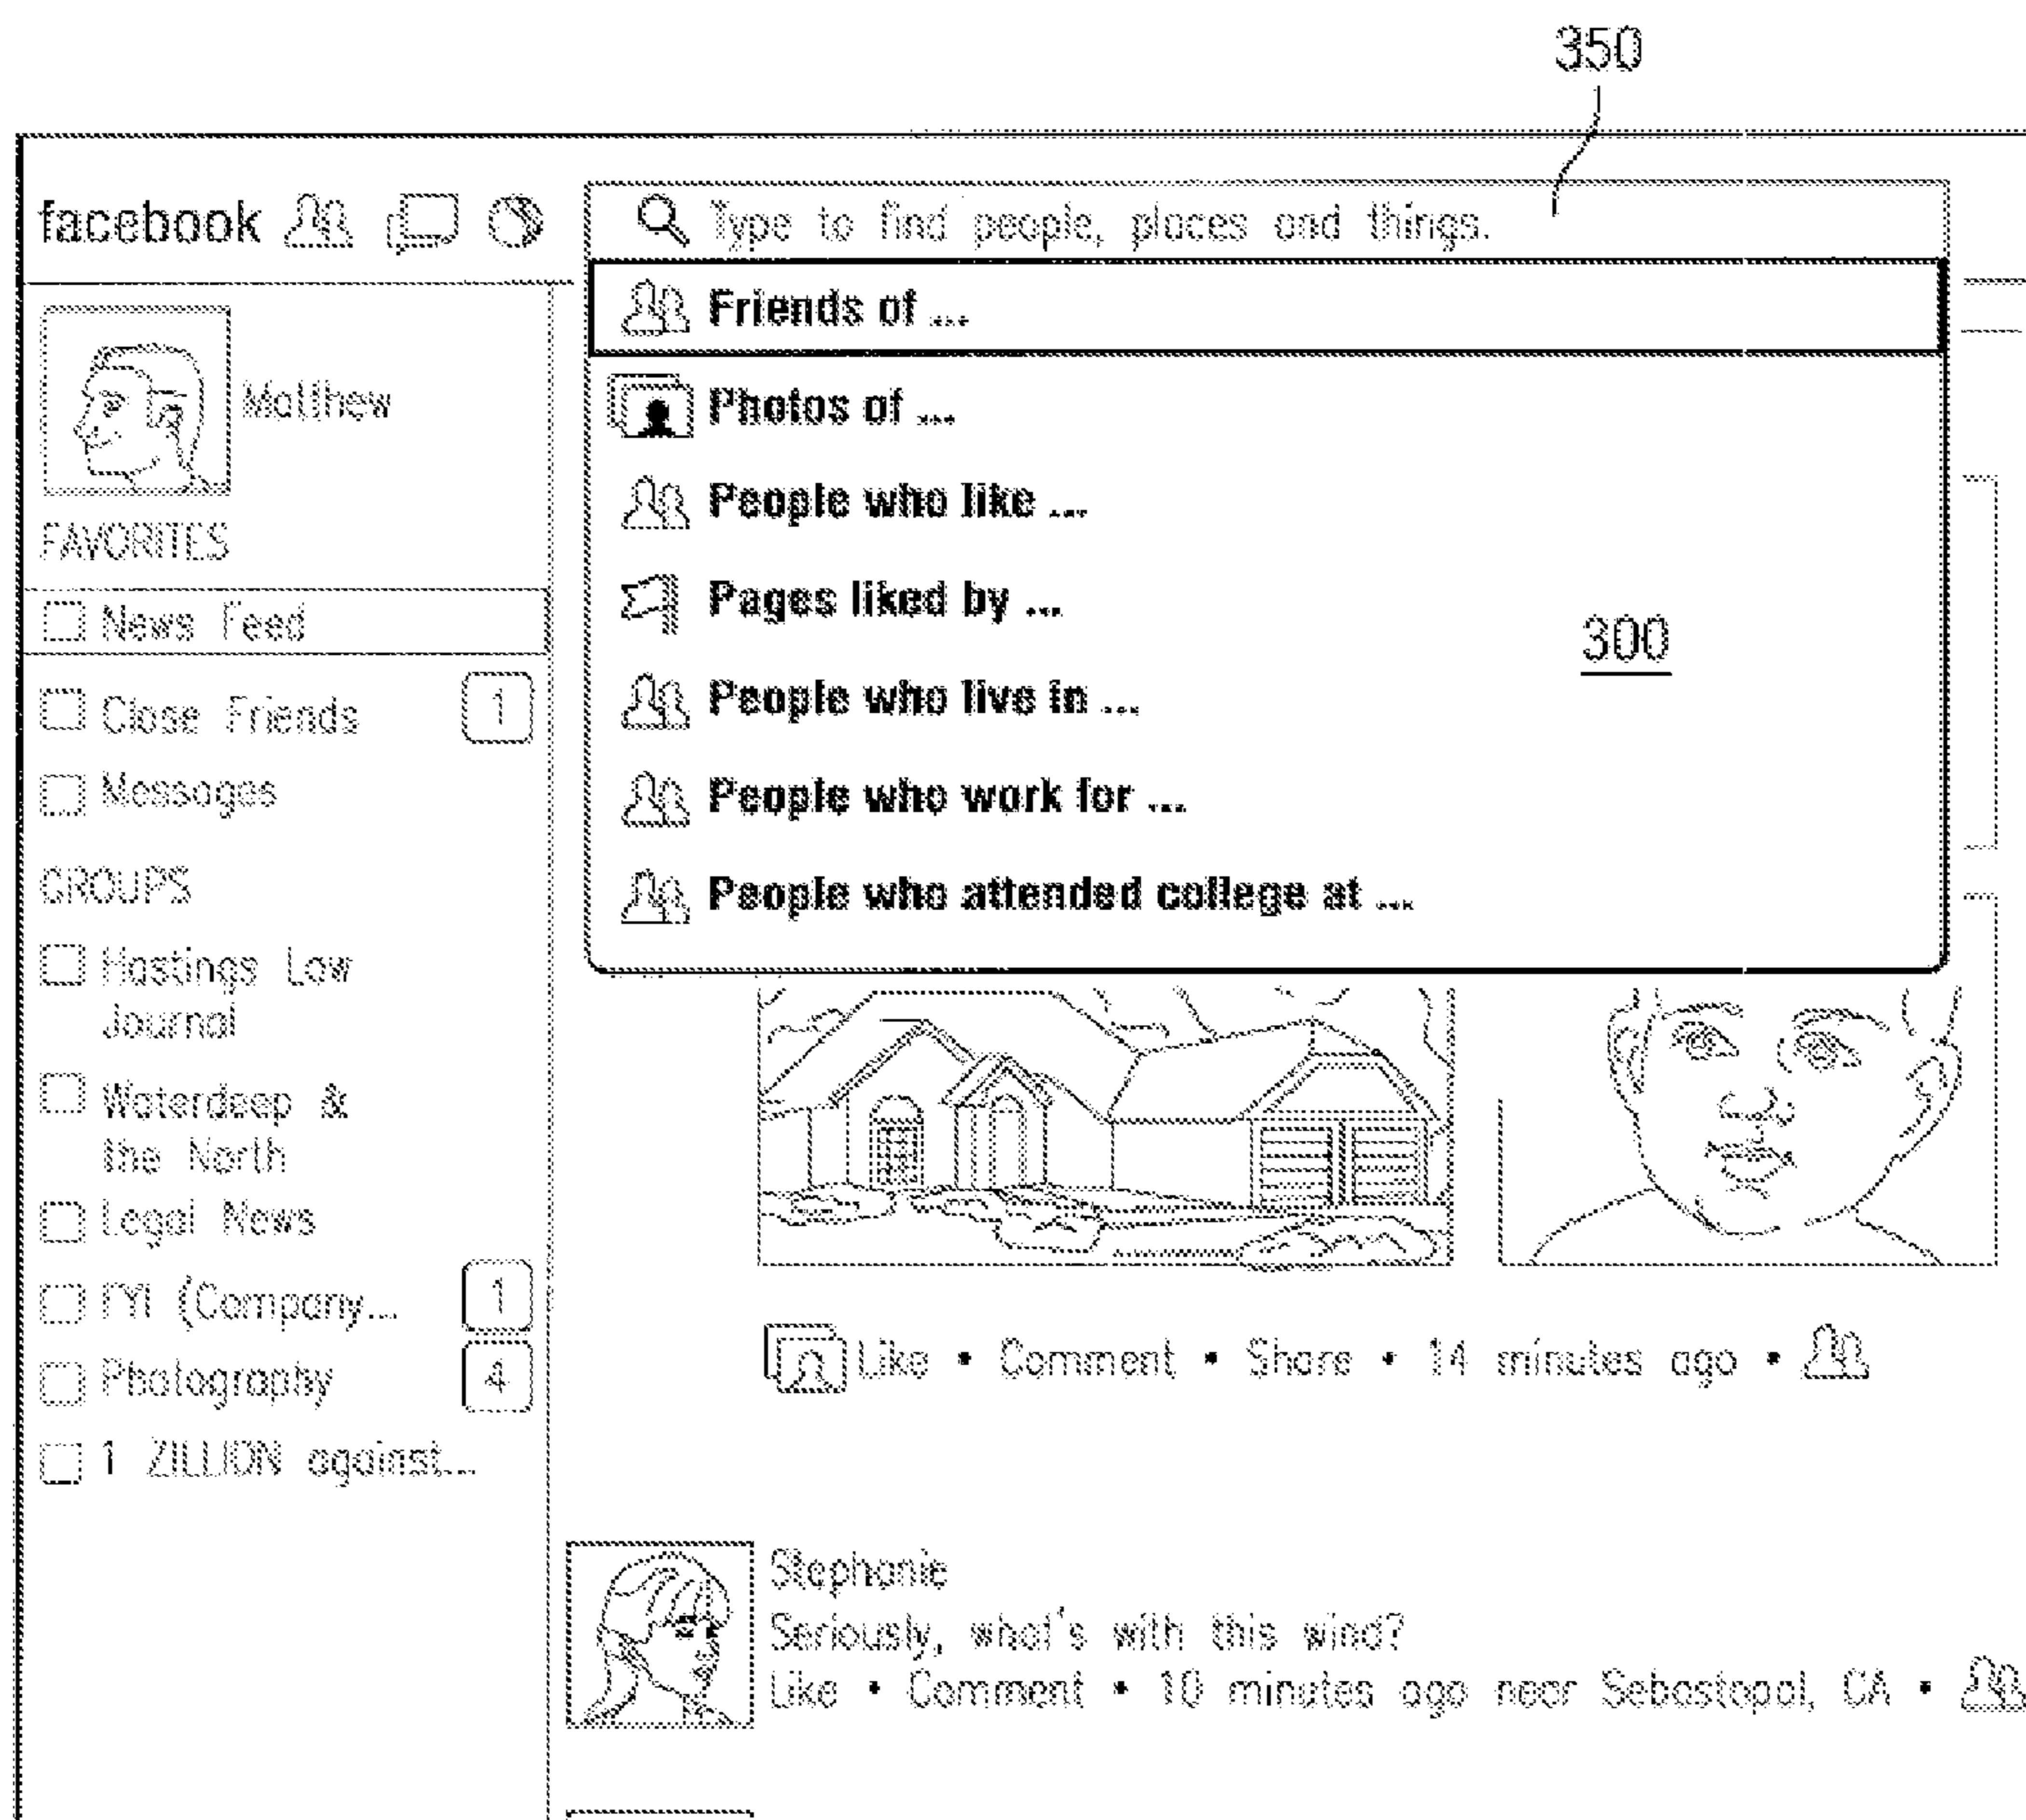 350
facebook
Type to find people, places and things.
Friends of ...
Photos of ...
People who like ...
Pages liked by ...
People who live in ...
People who work for ...
People who attended college at ...
300
Matthew
FAVORITES
News Feed
Close Friends 1
Messages
GROUPS
Hastings Law
Journal
Waterdeep &
the North
Legal News
FYI (Company... 1
Photography 4
1 ZILLION against...
Like • Comment • Share • 14 minutes ago •
Stephanie
Seriously, what's with this wind?
Like • Comment • 10 minutes ago near Sebastopol, CA •